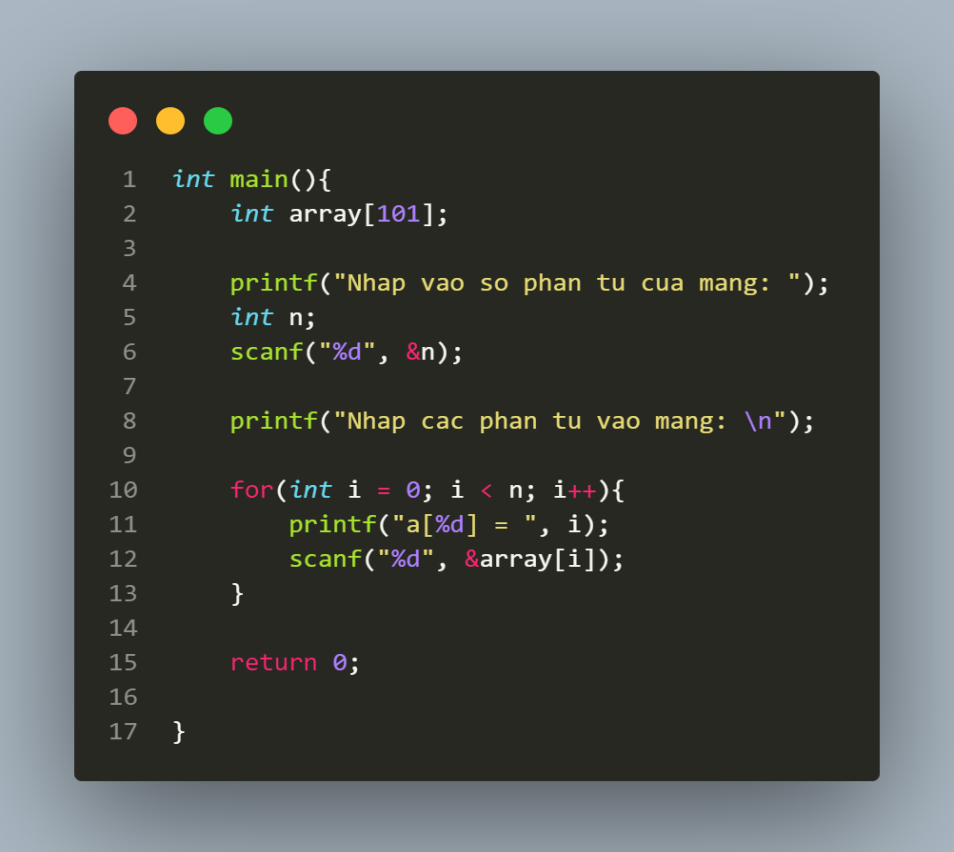 1 int main(){
2     int array[101];
3
4     printf("Nhap vao so phan tu cua mang: ");
5     int n;
6     scanf("%d", &n);
7
8     printf("Nhap cac phan tu vao mang: \n");
9
10     for(int i = 0; i < n; i++){
11         printf("a[%d] = ", i);
12         scanf("%d", &array[i]);
13     }
14
15     return 0;
16
17 }